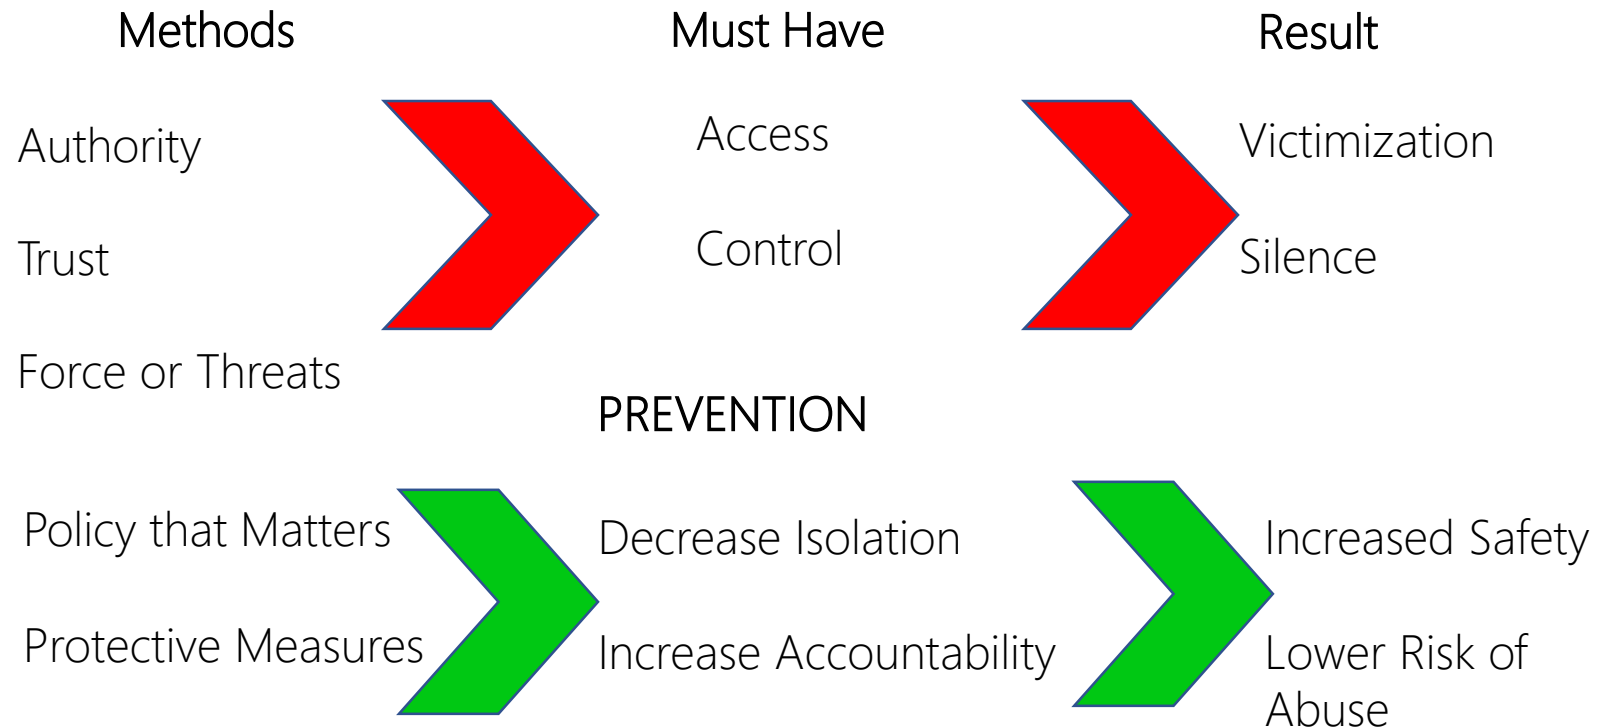 Methods
Must Have
Result
Authority
Access
Victimization
Trust
Control
Silence
Force or Threats
PREVENTION
Policy that Matters
Decrease Isolation
Increased Safety
Protective Measures
Increase Accountability
Lower Risk of
Abuse